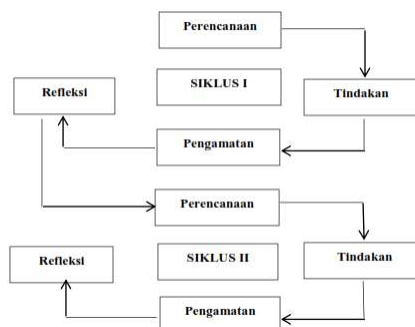 Perencanaan
Refleksi
SIKLUS I
Tindakan
Pengamatan
Perencanaan
Refleksi
SIKLUS II
Tindakan
Pengamatan